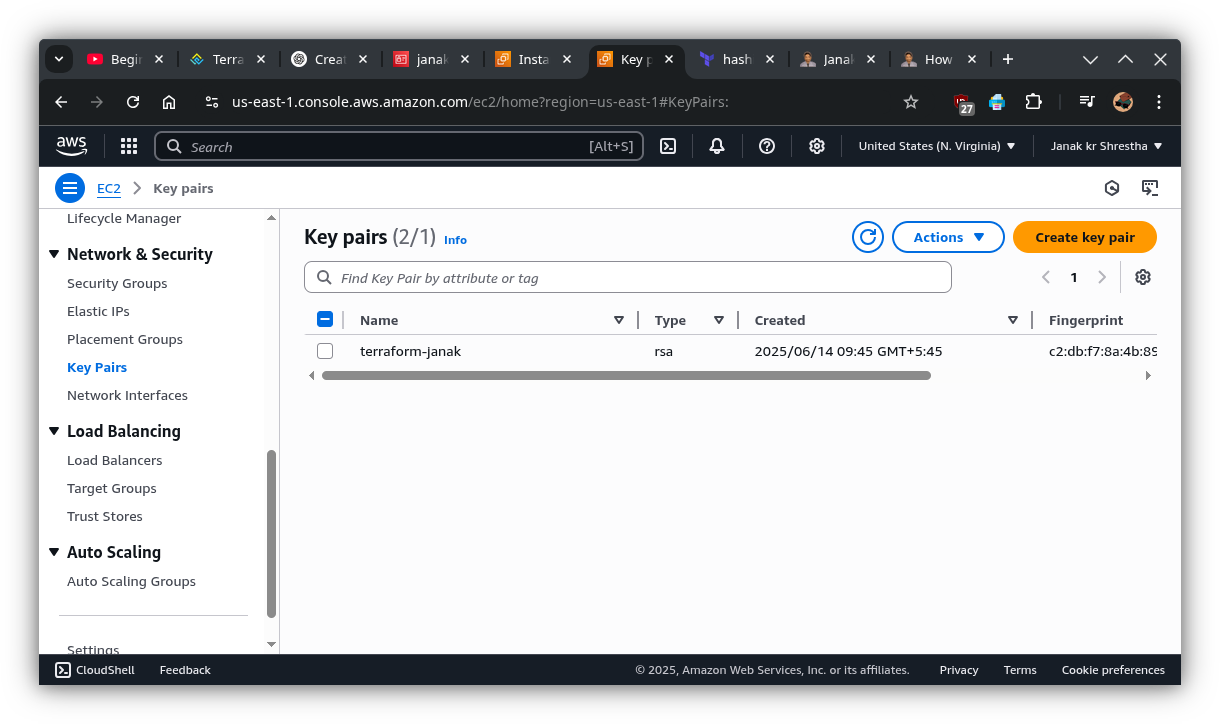 Begin Terra Creat janak Insta Key p hash Janak How
us-east-1.console.aws.amazon.com/ec2/home?region=us-east-1#KeyPairs: 27
aws Search [Alt+S] United States (N. Virginia) Janak kr Shrestha
EC2 Key pairs
Lifecycle Manager
Network & Security
Security Groups
Elastic IPs
Placement Groups
Key Pairs
Network Interfaces
Load Balancing
Load Balancers
Target Groups
Trust Stores
Auto Scaling
Auto Scaling Groups
Settings
Key pairs (2/1) Info Actions Create key pair
Find Key Pair by attribute or tag 1
Name Type Created Fingerprint
terraform-janak rsa 2025/06/14 09:45 GMT+5:45 c2:db:f7:8a:4b:89
CloudShell Feedback © 2025, Amazon Web Services, Inc. or its affiliates. Privacy Terms Cookie preferences